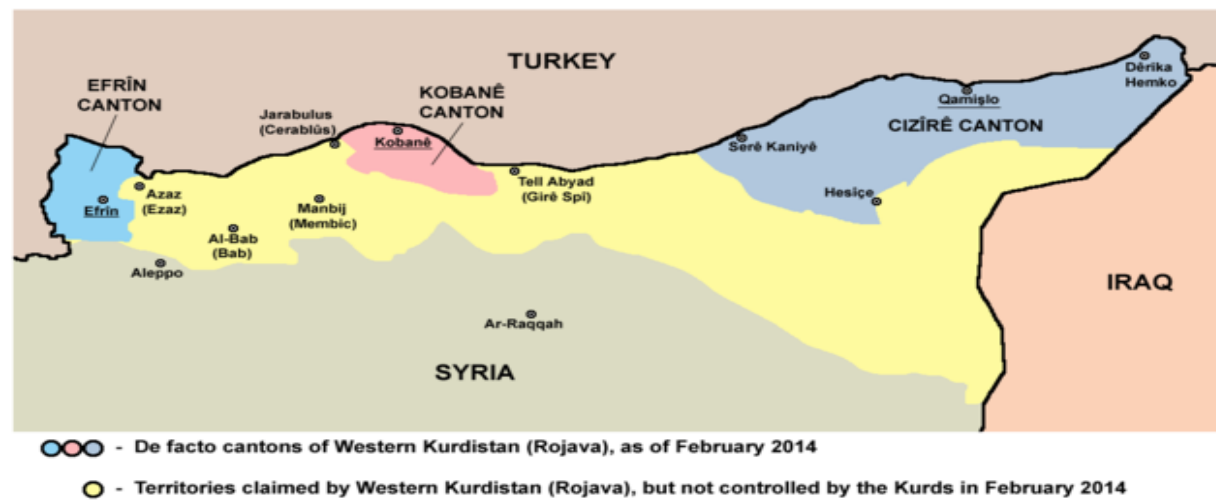 TURKEY
EFRÎN
CANTON
KOBANÊ
CANTON
Jarabulus
(Cerablûs)
Kobanê
Dêrika
Hemko
Qamişlo
CIZÎRÊ CANTON
Serê Kaniyê
Azaz
(Ezaz)
Efrîn
Tell Abyad
(Girê Spî)
Manbij
(Membic)
Hesiçe
Al-Bab
(Bab)
Aleppo
IRAQ
Ar-Raqqah
SYRIA
- De facto cantons of Western Kurdistan (Rojava), as of February 2014
- Territories claimed by Western Kurdistan (Rojava), but not controlled by the Kurds in February 2014